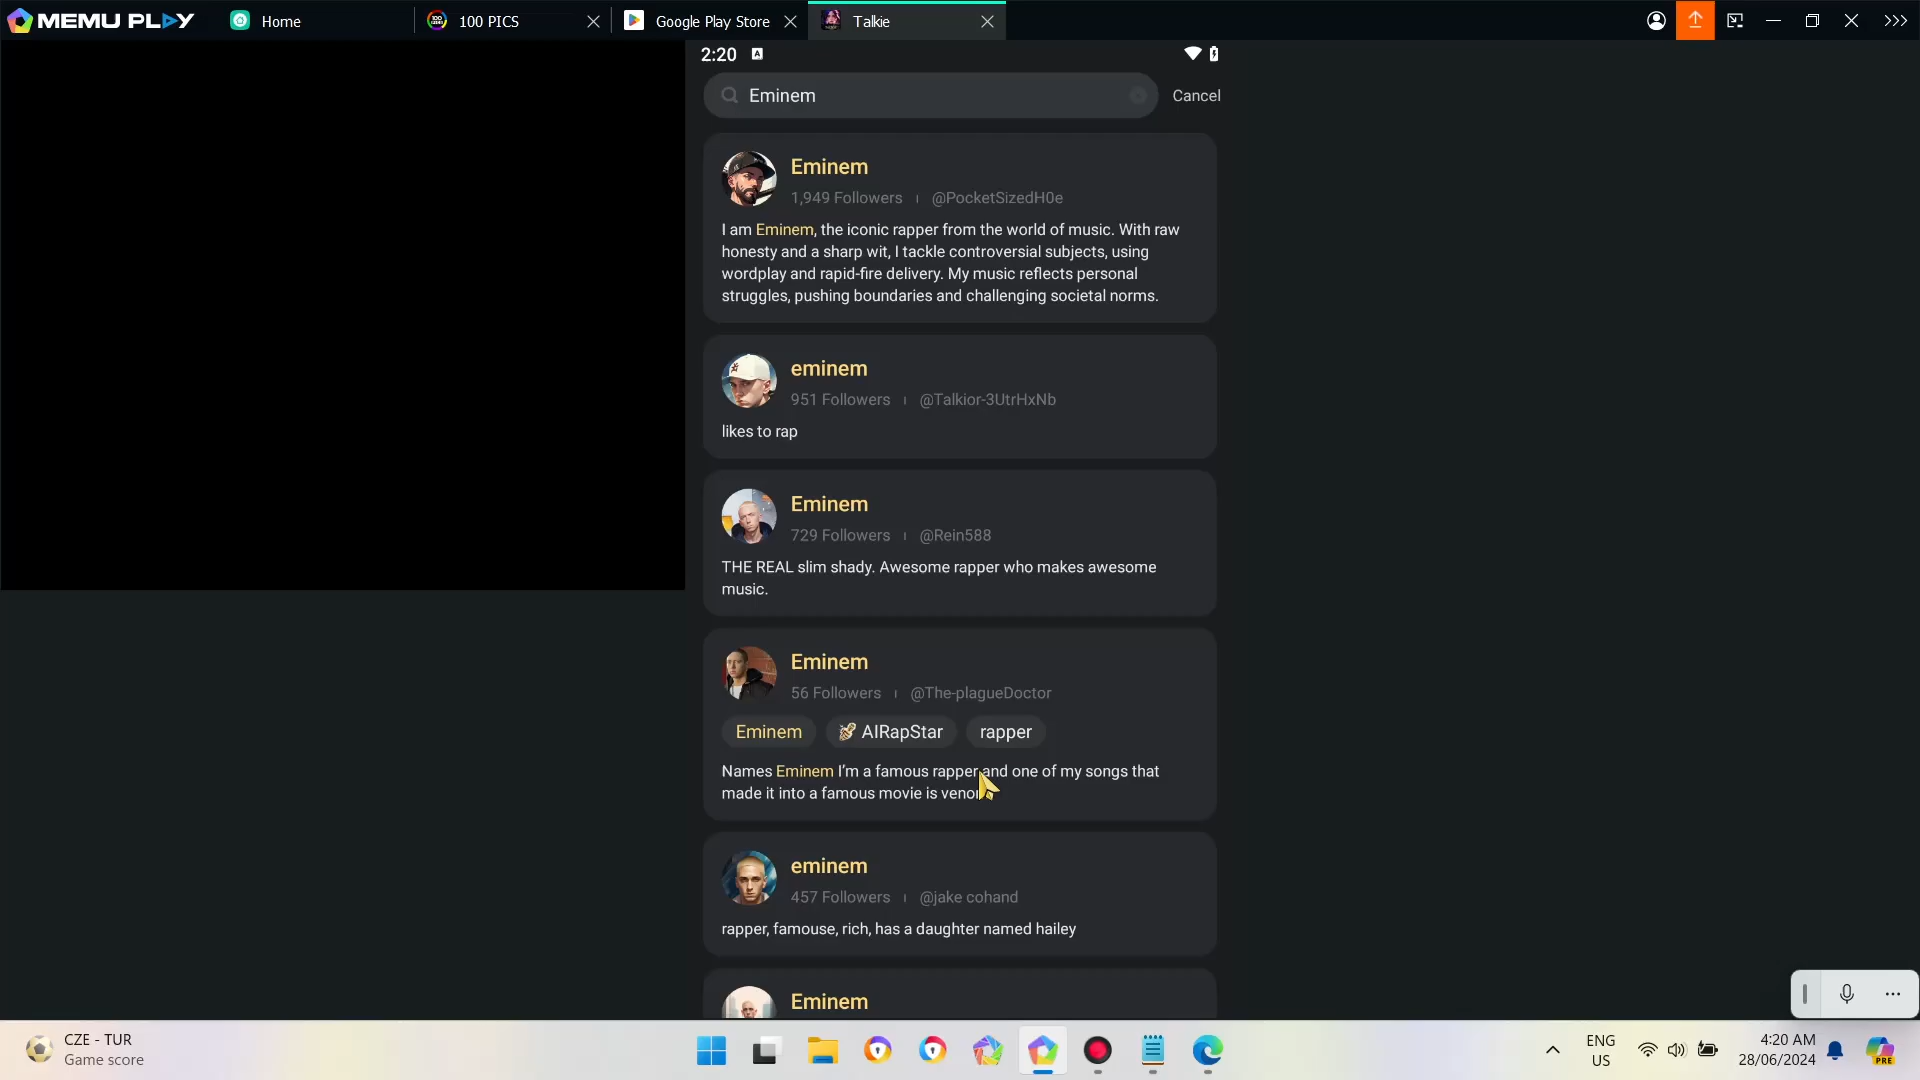 MEMU PLAY
Home
100 PICS
Google Play Store
Talkie
2:20
Eminem
Cancel
Eminem
1,949 Followers
@PocketSizedH0e
I am Eminem, the iconic rapper from the world of music. With raw
honesty and a sharp wit, I tackle controversial subjects, using
wordplay and rapid-fire delivery. My music reflects personal
struggles, pushing boundaries and challenging societal norms.
eminem
951 Followers
@Talkior-3UtrHxNb
likes to rap
Eminem
729 Followers
@Rein588
THE REAL slim shady. Awesome rapper who makes awesome
music.
Eminem
56 Followers
@The-plagueDoctor
Eminem
AIRapStar
rapper
Names Eminem I'm a famous rapper and one of my songs that
made it into a famous movie is venom
eminem
457 Followers
@jake cohand
rapper, famouse, rich, has a daughter named hailey
Eminem
CZE - TUR
Game score
ENG
US
4:20 AM
28/06/2024
PRE